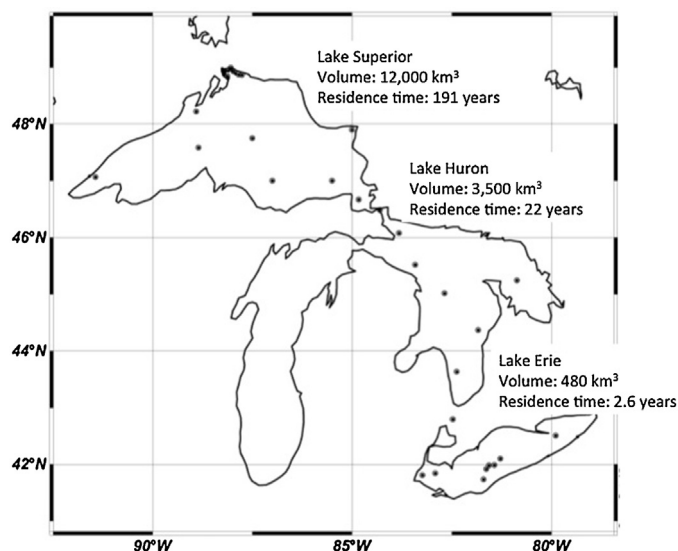 Lake Superior
Volume: 12,000 km³
Residence time: 191 years
48°N
Lake Huron
Volume: 3,500 km³
Residence time: 22 years
46°N
44°N
Lake Erie
Volume: 480 km³
Residence time: 2.6 years
42°N
90°W 85°W 80°W